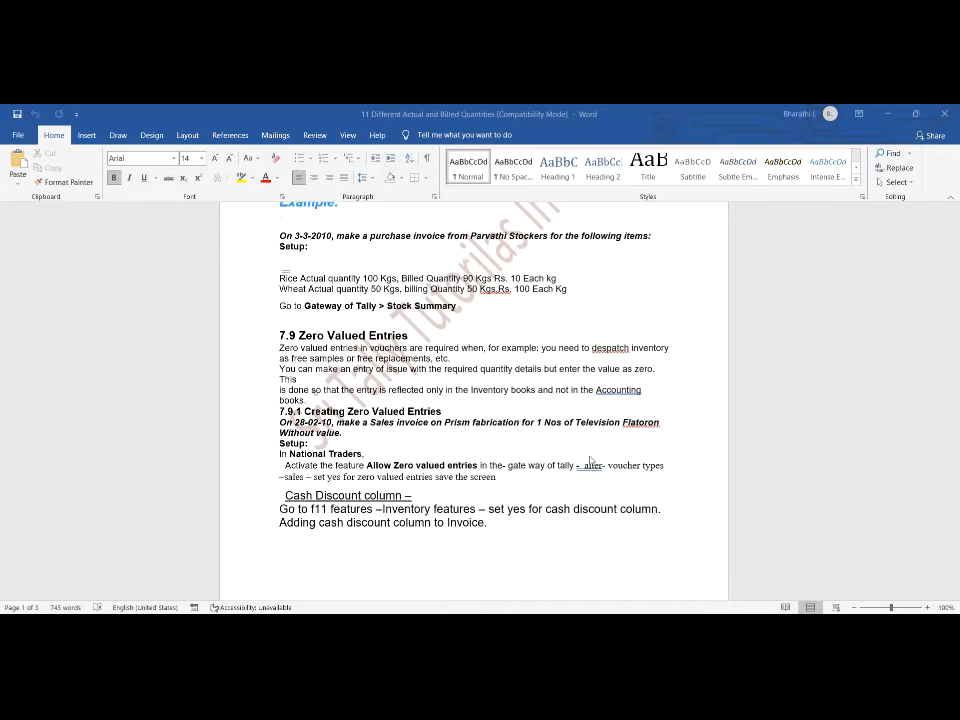 11 Different Actual and Billed Quantities [Compatibility Mode] - Word
Bharathi L
BL
File Home Insert Draw Design Layout References Mailings Review View Help Tell me what you want to do Share
Paste
Cut
Copy
Format Painter
Clipboard
Arial 14
Font
Paragraph
AaBbCcDd AaBbCcDd AaBbC AaBbCc AaB AaBbCcD AaBbCcDd AaBbCcDd AaBbCcDd
¶ Normal ¶ No Spac... Heading 1 Heading 2 Title Subtitle Subtle Em... Emphasis Intense E...
Styles
Find
Replace
Select
Editing
Example:
On 3-3-2010, make a purchase invoice from Parvathi Stockers for the following items:
Setup:
Rice Actual quantity 100 Kgs, Billed Quantity 90 Kgs Rs. 10 Each kg
Wheat Actual quantity 50 Kgs, billing Quantity 50 Kgs,Rs. 100 Each Kg
Go to Gateway of Tally > Stock Summary
7.9 Zero Valued Entries
Zero valued entries in vouchers are required when, for example: you need to despatch inventory
as free samples or free replacements, etc.
You can make an entry of issue with the required quantity details but enter the value as zero.
This
is done so that the entry is reflected only in the Inventory books and not in the Accounting
books.
7.9.1 Creating Zero Valued Entries
On 28-02-10, make a Sales invoice on Prism fabrication for 1 Nos of Television Flatoron
Without value.
Setup:
In National Traders,
Activate the feature Allow Zero valued entries in the- gate way of tally - alter- voucher types
–sales – set yes for zero valued entries save the screen
Cash Discount column –
Go to f11 features –Inventory features – set yes for cash discount column.
Adding cash discount column to Invoice.
Sri Tally Tuterilas In
Page 1 of 3 745 words English (United States) Accessibility: Unavailable 100%